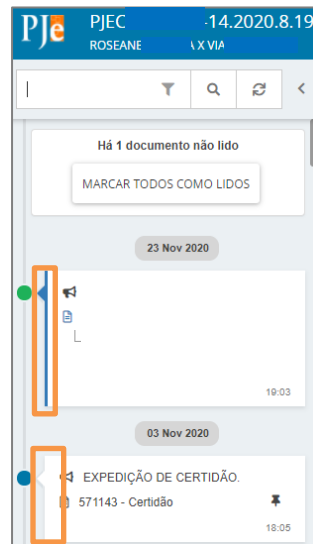 PJe
PJEC -14.2020.8.19
ROSEANE A X VIA
Há 1 documento não lido
MARCAR TODOS COMO LIDOS
23 Nov 2020
19:03
03 Nov 2020
EXPEDIÇÃO DE CERTIDÃO.
571143 - Certidão
18:05